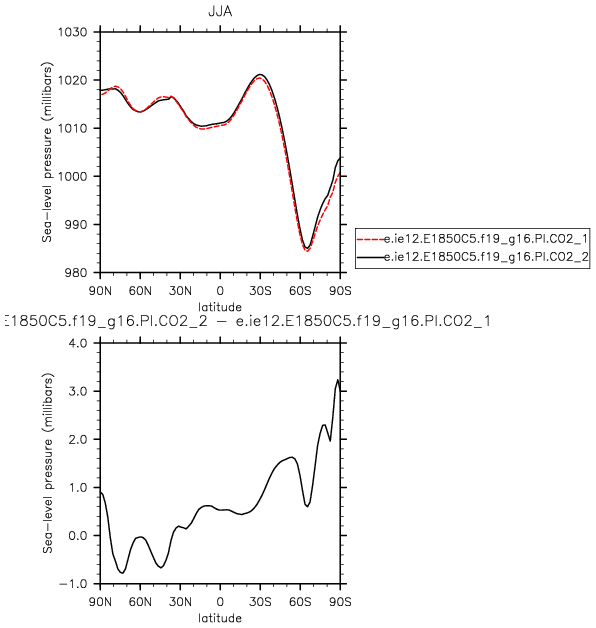 JJA
1030
1020
1010
1000
990
980
Sea-level pressure (millibars)
90N 60N 30N 0 30S 60S 90S
latitude
e.ie12.E1850C5.f19_g16.PI.CO2_1
e.ie12.E1850C5.f19_g16.PI.CO2_2
E1850C5.f19_g16.PI.CO2_2 - e.ie12.E1850C5.f19_g16.PI.CO2_1
4.0
3.0
2.0
1.0
0.0
-1.0
Sea-level pressure (millibars)
90N 60N 30N 0 30S 60S 90S
latitude